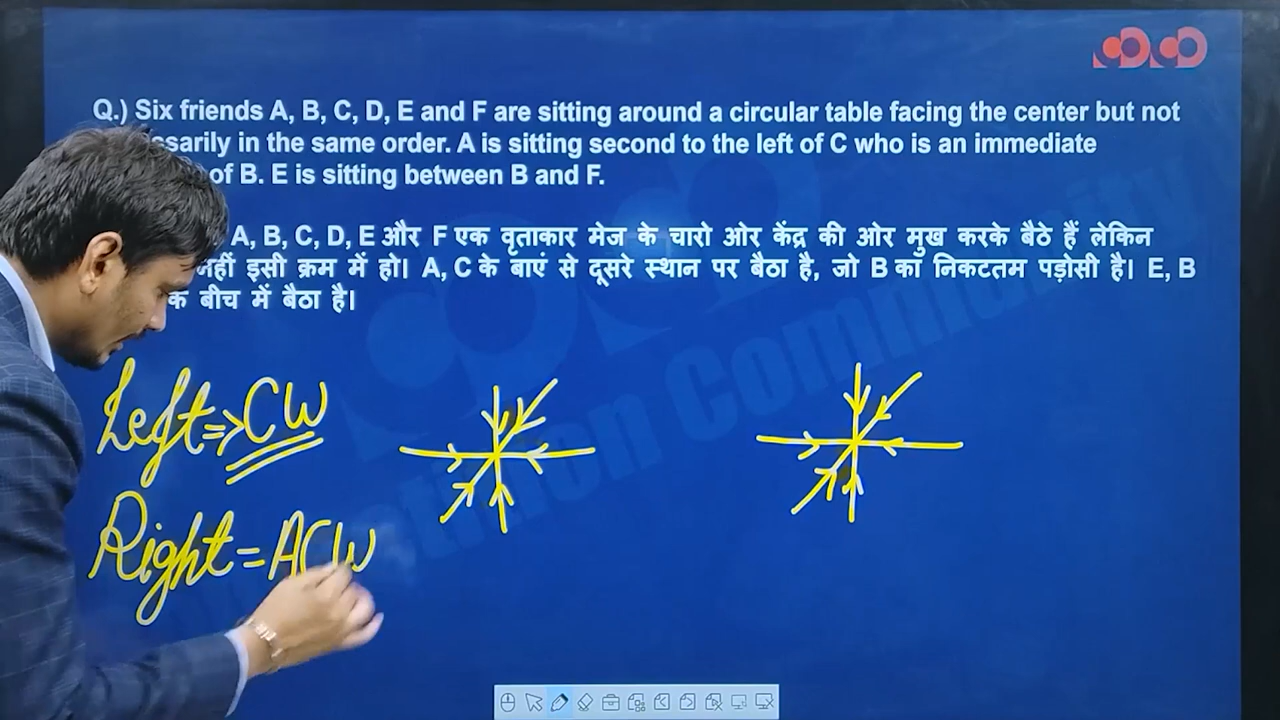 Q.) Six friends A, B, C, D, E and F are sitting around a circular table facing the center but not
ssarily in the same order. A is sitting second to the left of C who is an immediate
of B. E is sitting between B and F.
A, B, C, D, E और F एक वृताकार मेज के चारो ओर केंद्र की ओर मुख करके बैठे हैं लेकिन
नहीं इसी क्रम में हो। A, C के बाएं से दूसरे स्थान पर बैठा है, जो B का निकटतम पड़ोसी है। E, B
के बीच में बैठा है।
Left => CW
Right = ACW